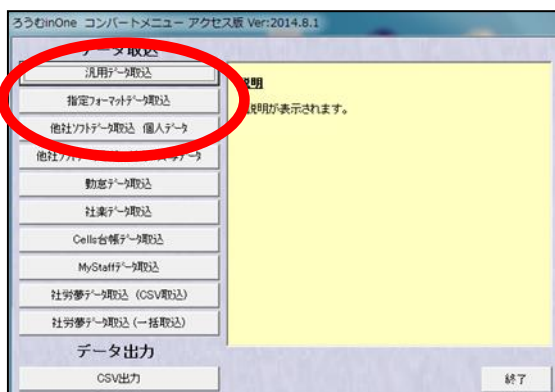 ろうむinOne コンバートメニュー アクセス版 Ver:2014.8.1
データ取込
汎用ﾃﾞｰﾀ取込
指定ﾌｫｰﾏｯﾄﾃﾞｰﾀ取込
他社ｿﾌﾄﾃﾞｰﾀ取込 個人ﾃﾞｰﾀ
他社ｿﾌﾄ
勤怠ﾃﾞｰﾀ取込
社楽ﾃﾞｰﾀ取込
Cells台帳ﾃﾞｰﾀ取込
MyStaffﾃﾞｰﾀ取込
社労夢ﾃﾞｰﾀ取込 (CSV取込)
社労夢ﾃﾞｰﾀ取込 (一括取込)
データ出力
CSV出力
説明
説明が表示されます。
終了